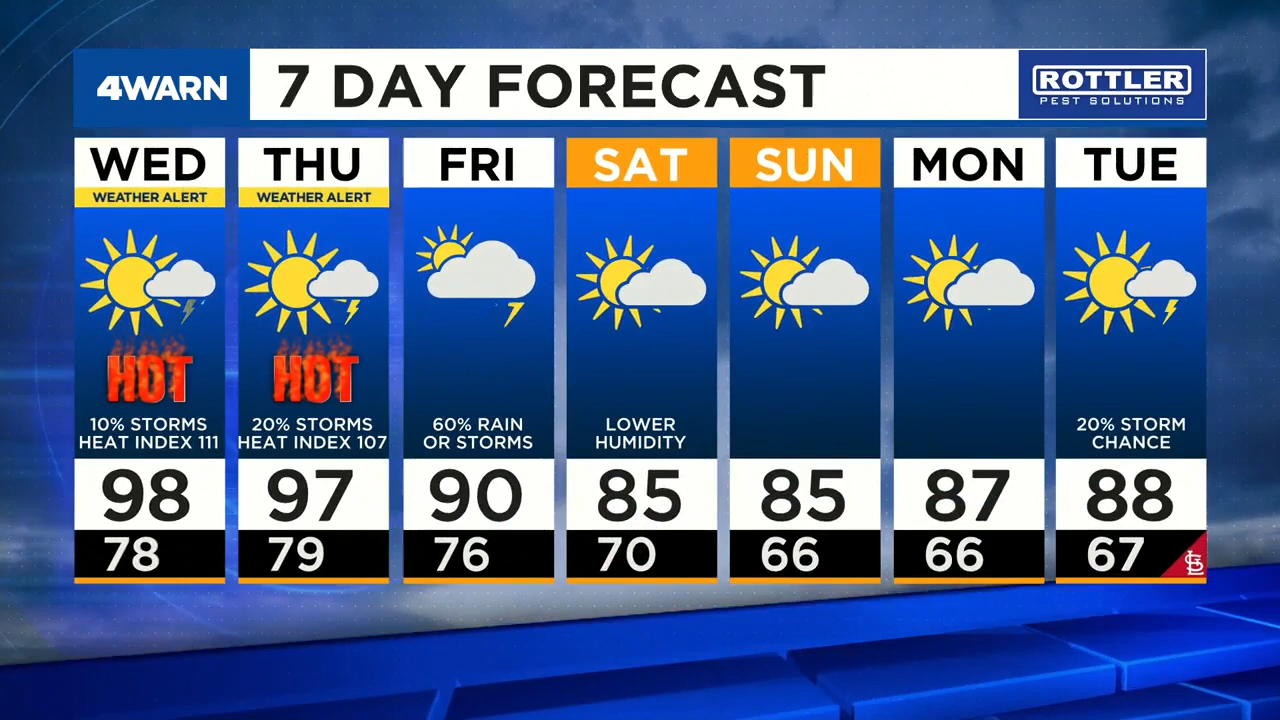 4WARN
7 DAY FORECAST
ROTTLER
PEST SOLUTIONS
WED
WEATHER ALERT
HOT
10% STORMS
HEAT INDEX 111
98
78
THU
WEATHER ALERT
HOT
20% STORMS
HEAT INDEX 107
97
79
FRI
60% RAIN
OR STORMS
90
76
SAT
LOWER
HUMIDITY
85
70
SUN
85
66
MON
87
66
TUE
20% STORM
CHANCE
88
67
STL